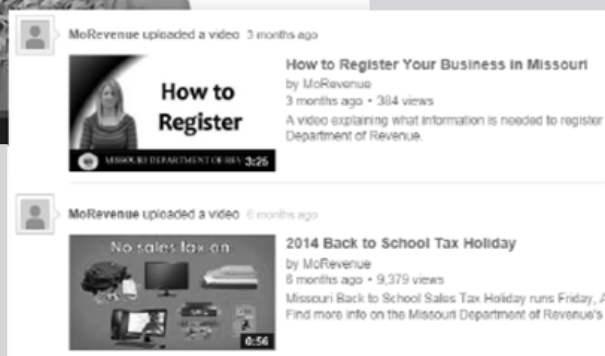 MoRevenue uploaded a video 3 months ago
How to
Register
MISSOURI DEPARTMENT OF REV 3:25
How to Register Your Business in Missouri
by MoRevenue
3 months ago • 384 views
A video explaining what information is needed to register
Department of Revenue.
MoRevenue uploaded a video 6 months ago
No sales tax on
0:56
2014 Back to School Tax Holiday
by MoRevenue
6 months ago • 9,379 views
Missouri Back to School Sales Tax Holiday runs Friday, A
Find more info on the Missouri Department of Revenue's